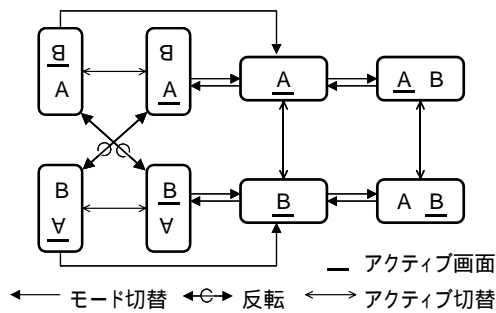 B B
A A A A B
B B B A B
A A
アクティブ画面
モード切替 反転 アクティブ切替